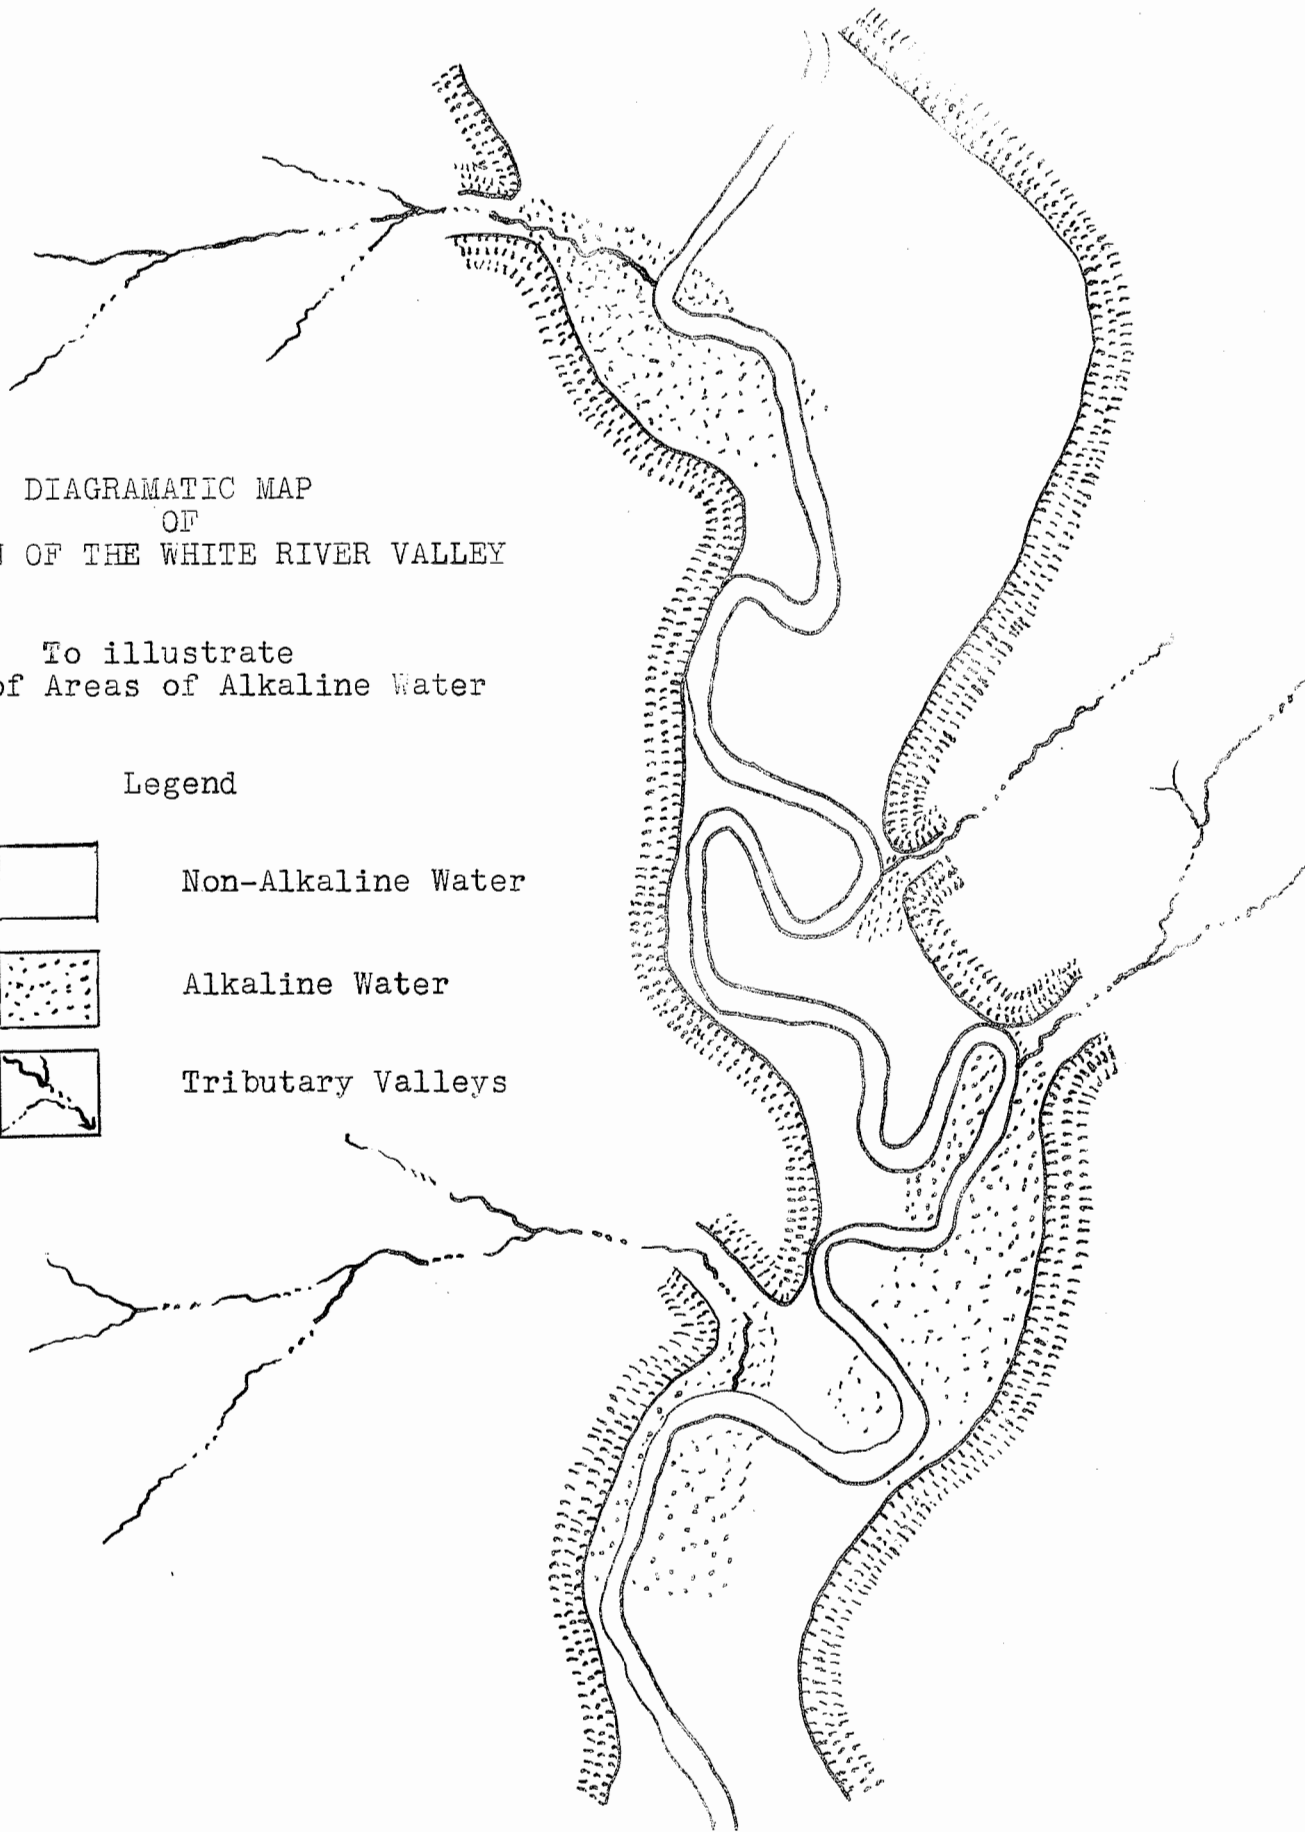 DIAGRAMATIC MAP
OF
OF THE WHITE RIVER VALLEY
To illustrate
of Areas of Alkaline Water
Legend
Non-Alkaline Water
Alkaline Water
Tributary Valleys